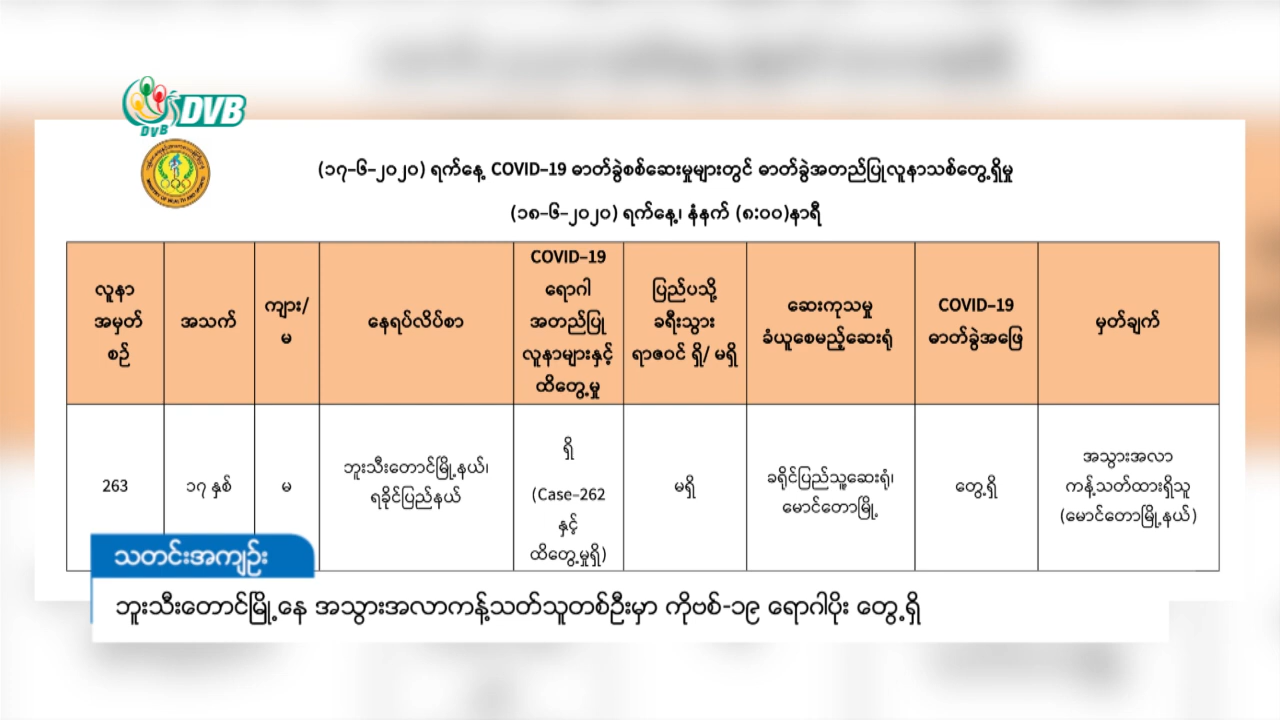 DVB
DVB
MINISTRY OF HEALTH AND SPORTS
(၁၇-၆-၂၀၂၀) ရက်နေ့ COVID-19 ဓာတ်ခွဲစစ်ဆေးမှုများတွင် ဓာတ်ခွဲအတည်ပြုလူနာသစ်တွေ့ရှိမှု
(၁၈-၆-၂၀၂၀) ရက်နေ့၊ နံနက် (၈:၀၀)နာရီ
လူနာ
အမှတ်
စဉ်
အသက်
ကျား/
မ
နေရပ်လိပ်စာ
COVID-19
ရောဂါ
အတည်ပြု
လူနာများနှင့်
ထိတွေ့မှု
ပြည်ပသို့
ခရီးသွား
ရာဇဝင် ရှိ/ မရှိ
ဆေးကုသမှု
ခံယူစေမည့်ဆေးရုံ
COVID-19
ဓာတ်ခွဲအဖြေ
မှတ်ချက်
263
၁၇ နှစ်
မ
ဘူးသီးတောင်မြို့နယ်၊
ရခိုင်ပြည်နယ်
ရှိ
(Case-262
နှင့်
ထိတွေ့မှုရှိ)
မရှိ
ခရိုင်ပြည်သူ့ဆေးရုံ၊
မောင်တောမြို့
တွေ့ရှိ
အသွားအလာ
ကန့်သတ်ထားရှိသူ
(မောင်တောမြို့နယ်)
သတင်းအကျဉ်း
ဘူးသီးတောင်မြို့နေ အသွားအလာကန့်သတ်သူတစ်ဦးမှာ ကိုဗစ်-၁၉ ရောဂါပိုး တွေ့ရှိ